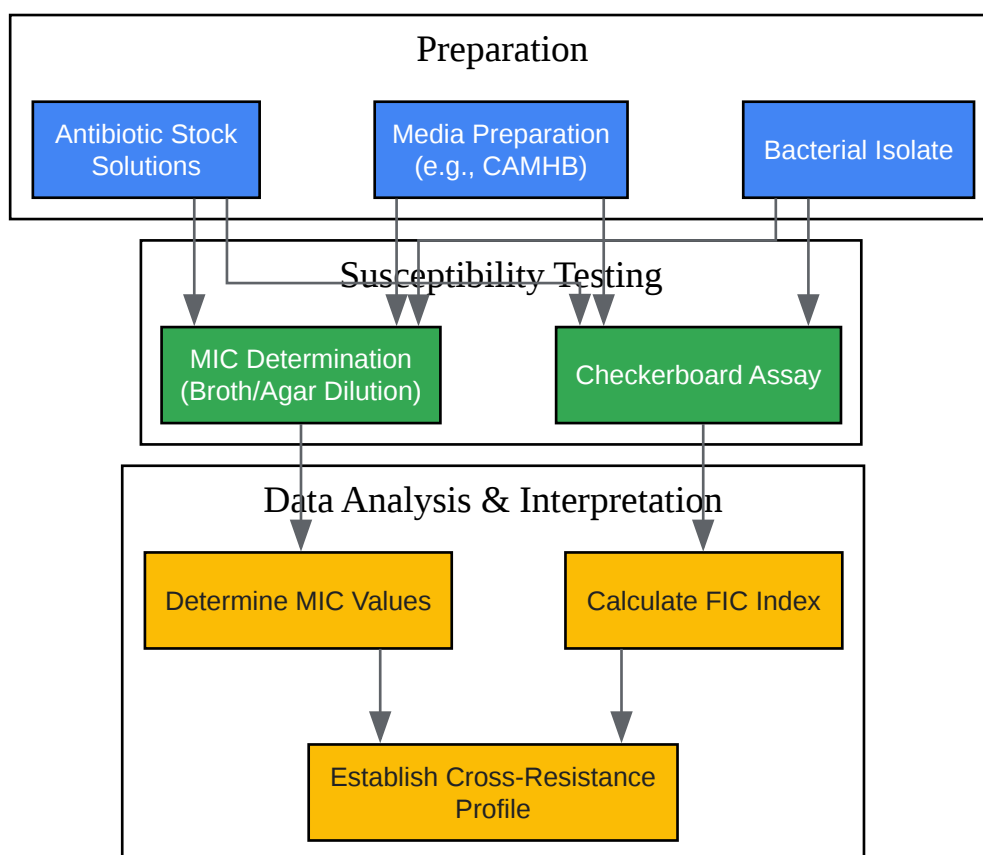 Preparation
Antibiotic Stock
Solutions
Media Preparation
(e.g., CAMHB)
Bacterial Isolate
Susceptibility Testing
MIC Determination
(Broth/Agar Dilution)
Checkerboard Assay
Data Analysis & Interpretation
Determine MIC Values
Calculate FIC Index
Establish Cross-Resistance
Profile